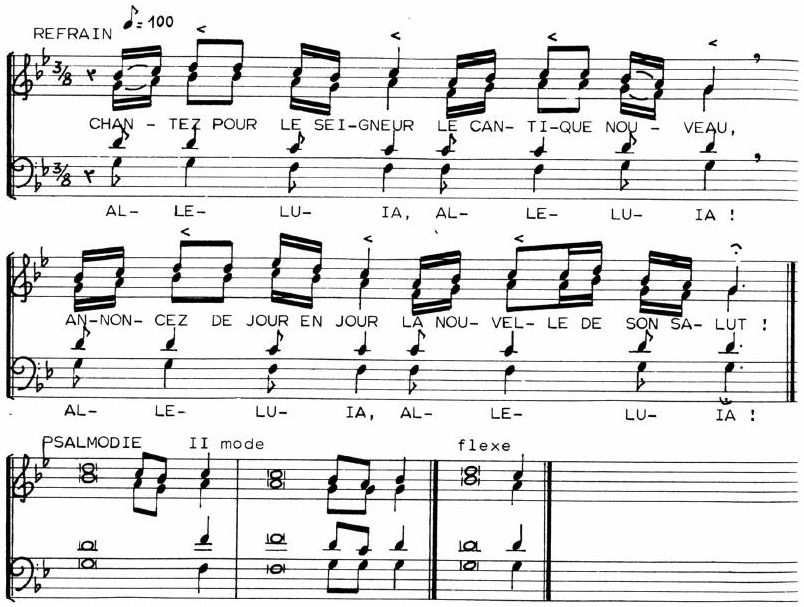 REFRAIN ♪= 100
CHAN - TEZ POUR LE SEI-GNEUR LE CAN- TI-QUE NOU - VEAU,
AL- LE- LU- IA, AL- LE- LU- IA !
AN-NON- CEZ DE JOUR EN JOUR LA NOU- VEL- LE DE SON SA- LUT !
AL- LE- LU- IA, AL- LE- LU- IA !
PSALMODIE II mode flexe